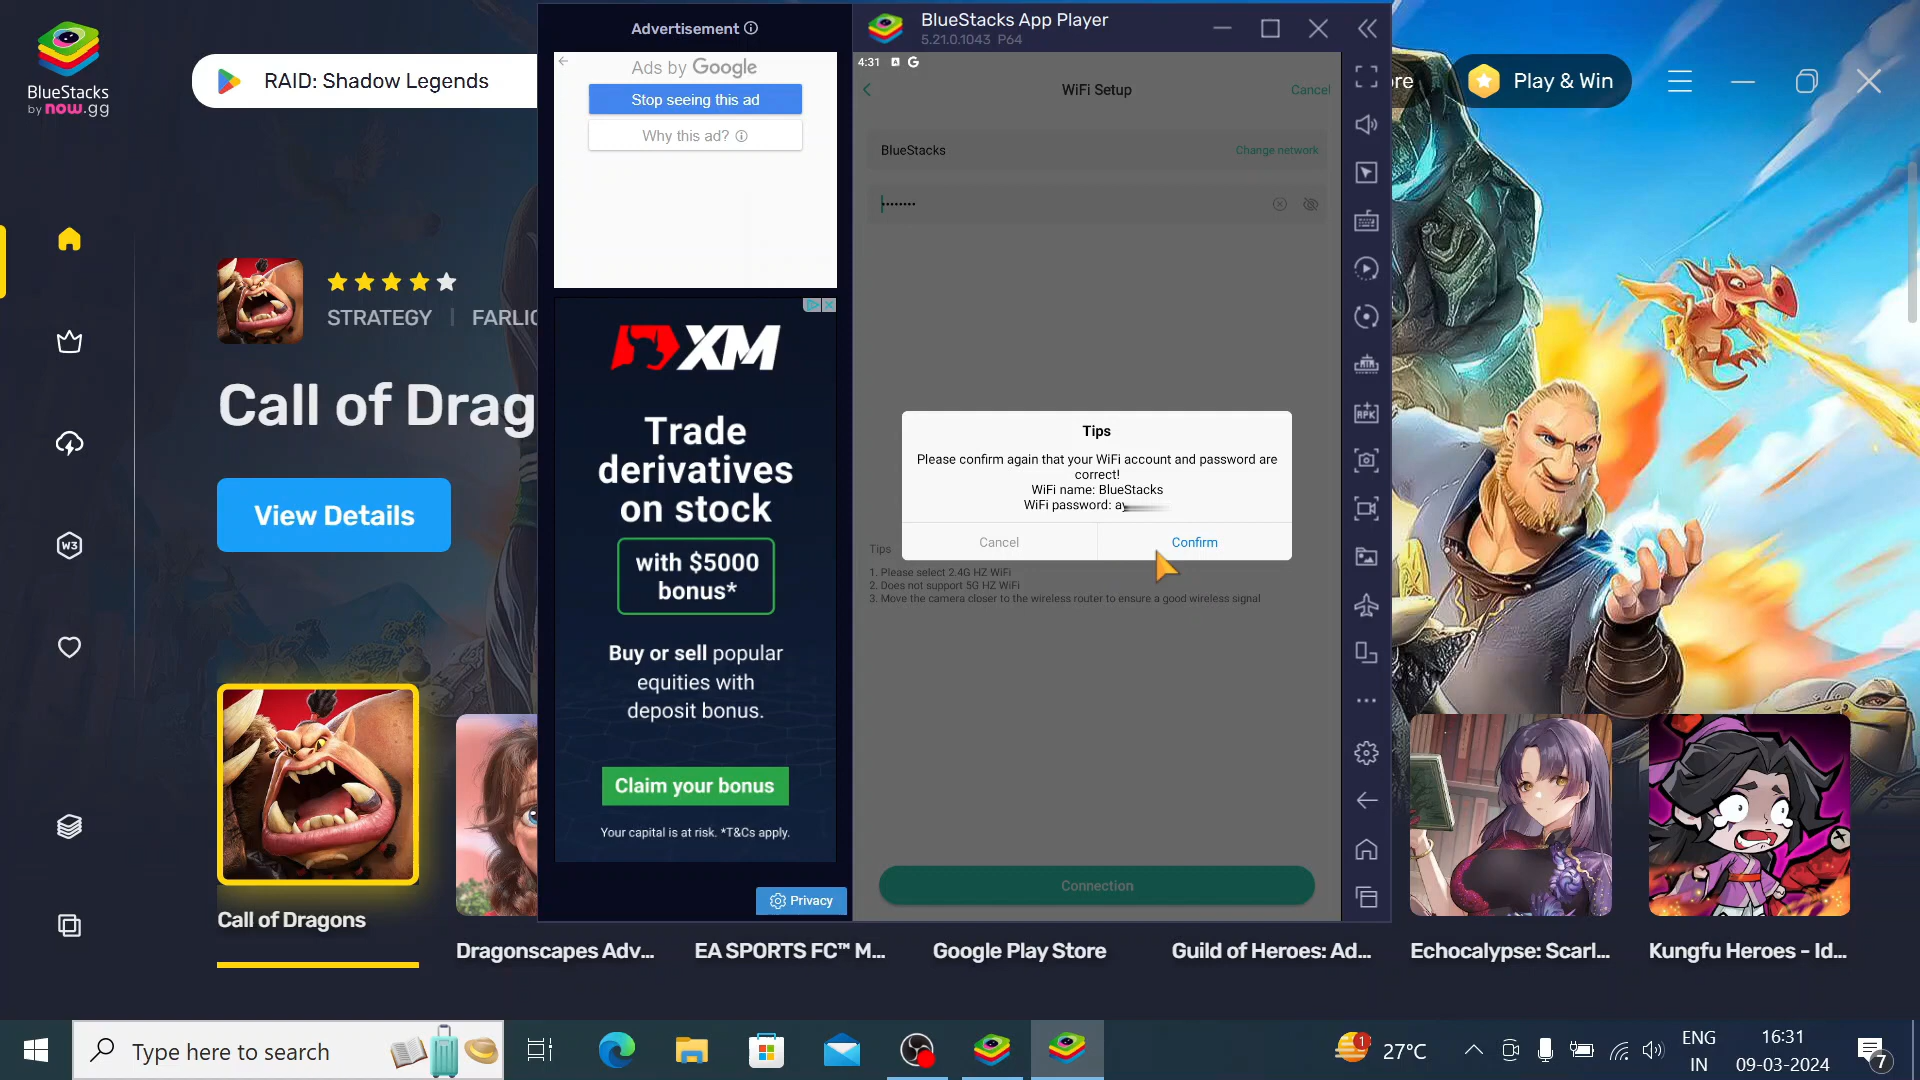 BlueStacks
by now.gg
RAID: Shadow Legends
STRATEGY
Call of Drag
View Details
Call of Dragons
Advertisement
Ads by Google
Stop seeing this ad
Why this ad?
XM
Trade
derivatives
on stock
with $5000
bonus*
Buy or sell popular
equities with
deposit bonus.
Claim your bonus
Your capital is at risk. *T&Cs apply.
Privacy
BlueStacks App Player
5.21.0.1043 P64
4:31
WiFi Setup
Cancel
BlueStacks
Change network
••••••••
Tips
Please confirm again that your WiFi account and password are
correct!
WiFi name: BlueStacks
WiFi password:
Cancel
Confirm
Tips
1. Please select 2.4G HZ WiFi
2. Does not support 5G HZ WiFi
3. Move the camera closer to the wireless router to ensure a good wireless signal
Connection
Play & Win
W3
APK
Dragonscapes Adv...
EA SPORTS FC™ M...
Google Play Store
Guild of Heroes: Ad...
Echocalypse: Scarl...
Kungfu Heroes - Id...
Type here to search
1
27°C
ENG
IN
16:31
09-03-2024
7